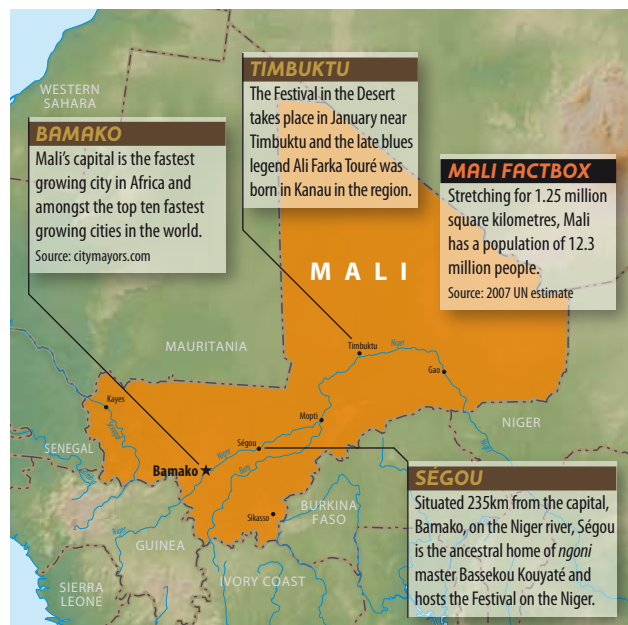 WESTERN
SAHARA
TIMBUKTU
The Festival in the Desert
takes place in January near
Timbuktu and the late blues
legend Ali Farka Touré was
born in Kanau in the region.
BAMAKO
Mali's capital is the fastest
growing city in Africa and
amongst the top ten fastest
growing cities in the world.
Source: citymayors.com
MALI FACTBOX
Stretching for 1.25 million
square kilometres, Mali
has a population of 12.3
million people.
Source: 2007 UN estimate
MALI
MAURITANIA
Timbuktu
Niger
Gao
Kayes
Senegal
Mopti
NIGER
Ségou
Niger
Bani
SENEGAL
Bamako
SÉGOU
Situated 235km from the capital,
Bamako, on the Niger river, Ségou
is the ancestral home of ngoni
master Bassekou Kouyaté and
hosts the Festival on the Niger.
Sikasso
BURKINA
FASO
Niger
GUINEA
IVORY COAST
SIERRA
LEONE